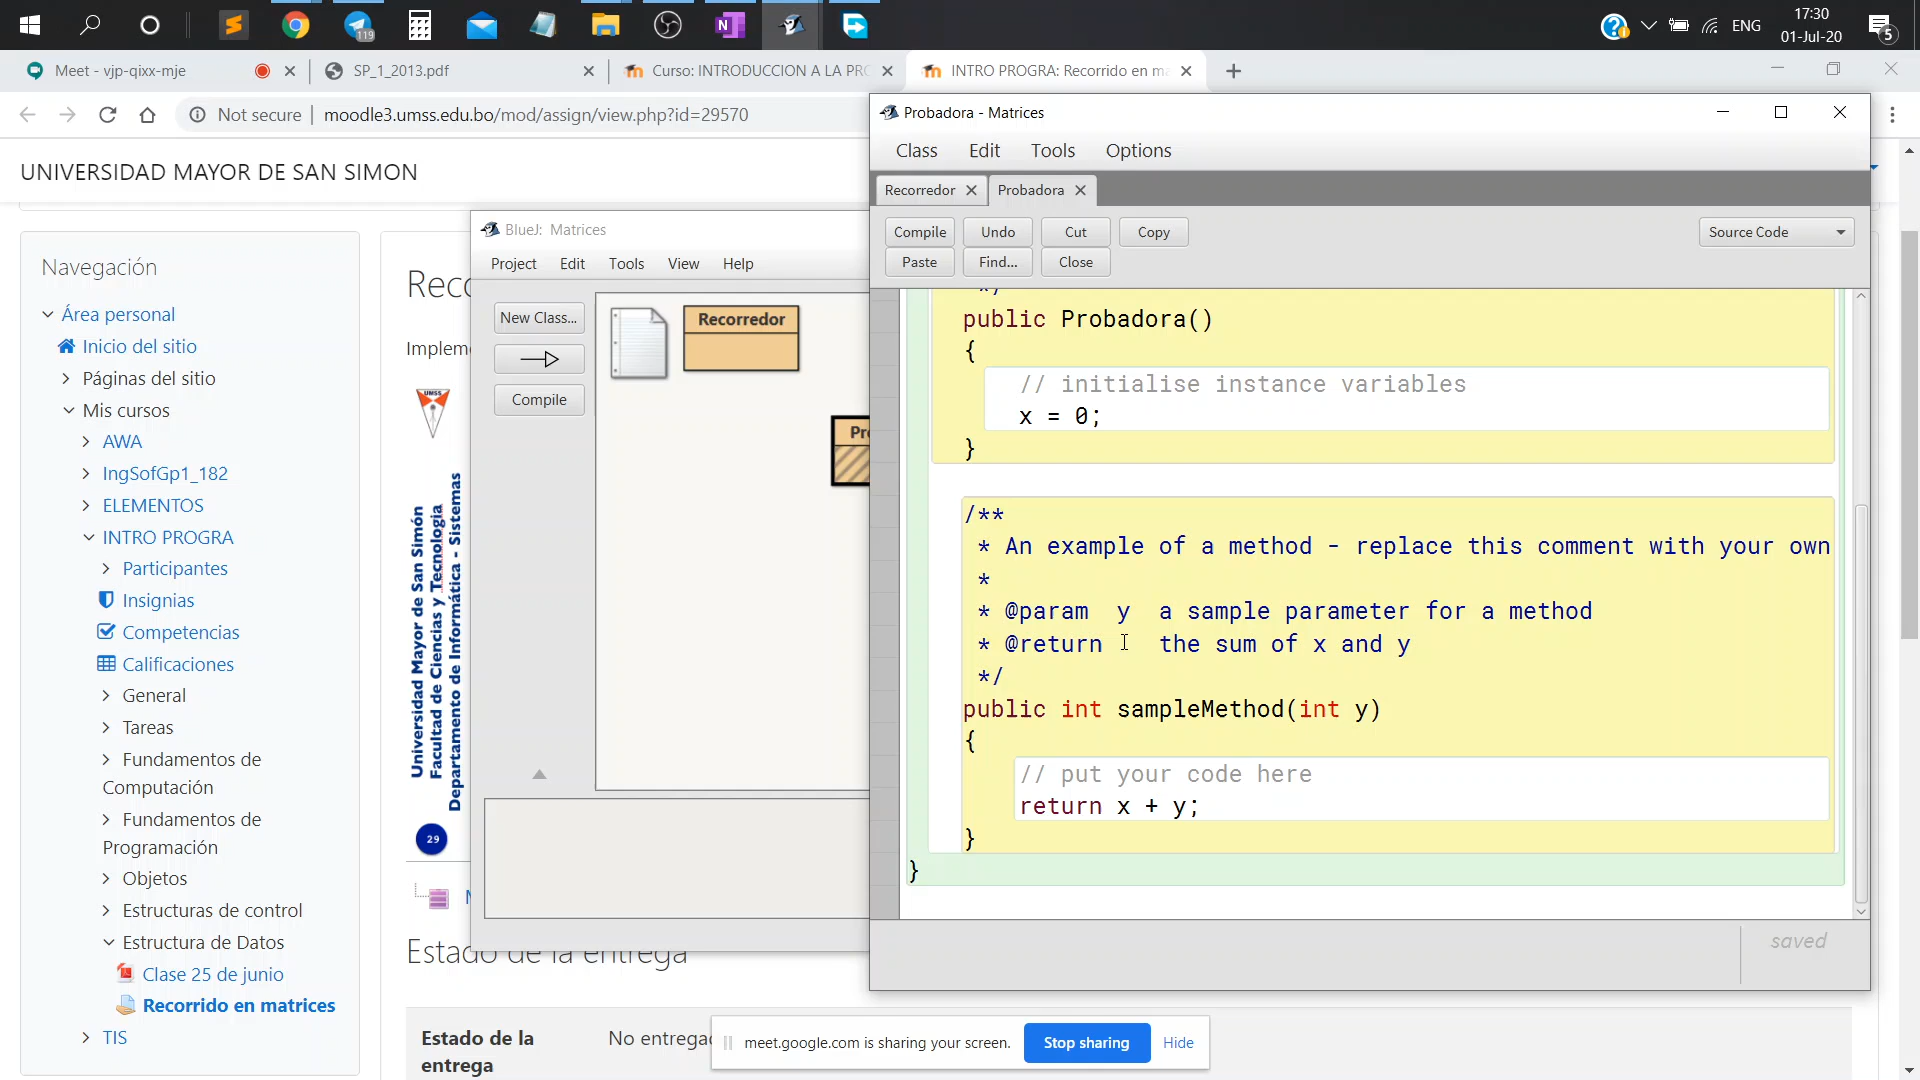 17:30
ENG
01-Jul-20
119
5
Meet - vjp-qixx-mje
SP_1_2013.pdf
Curso: INTRODUCCION A LA PRO
INTRO PROGRA: Recorrido en ma
Not secure
moodle3.umss.edu.bo/mod/assign/view.php?id=29570
UNIVERSIDAD MAYOR DE SAN SIMON
Navegación
Área personal
Inicio del sitio
Páginas del sitio
Mis cursos
AWA
IngSofGp1_182
ELEMENTOS
INTRO PROGRA
Participantes
Insignias
Competencias
Calificaciones
General
Tareas
Fundamentos de
Computación
Fundamentos de
Programación
Objetos
Estructuras de control
Estructura de Datos
Clase 25 de junio
Recorrido en matrices
TIS
Implem
UMSS
Universidad Mayor de San Simón
Facultad de Ciencias y Tecnología
Departamento de Informática - Sistemas
29
Estado de la entrega
Estado de la
entrega
No entregad
BlueJ: Matrices
Project Edit Tools View Help
New Class...
Compile
Recorredor
Pro
Probadora - Matrices
Class Edit Tools Options
Recorredor
Probadora
Compile Undo Cut Copy
Paste Find... Close
Source Code
*/
public Probadora()
{
// initialise instance variables
x = 0;
}
/**
* An example of a method - replace this comment with your own
*
* @param y a sample parameter for a method
* @return the sum of x and y
*/
public int sampleMethod(int y)
{
// put your code here
return x + y;
}
}
saved
meet.google.com is sharing your screen.
Stop sharing
Hide